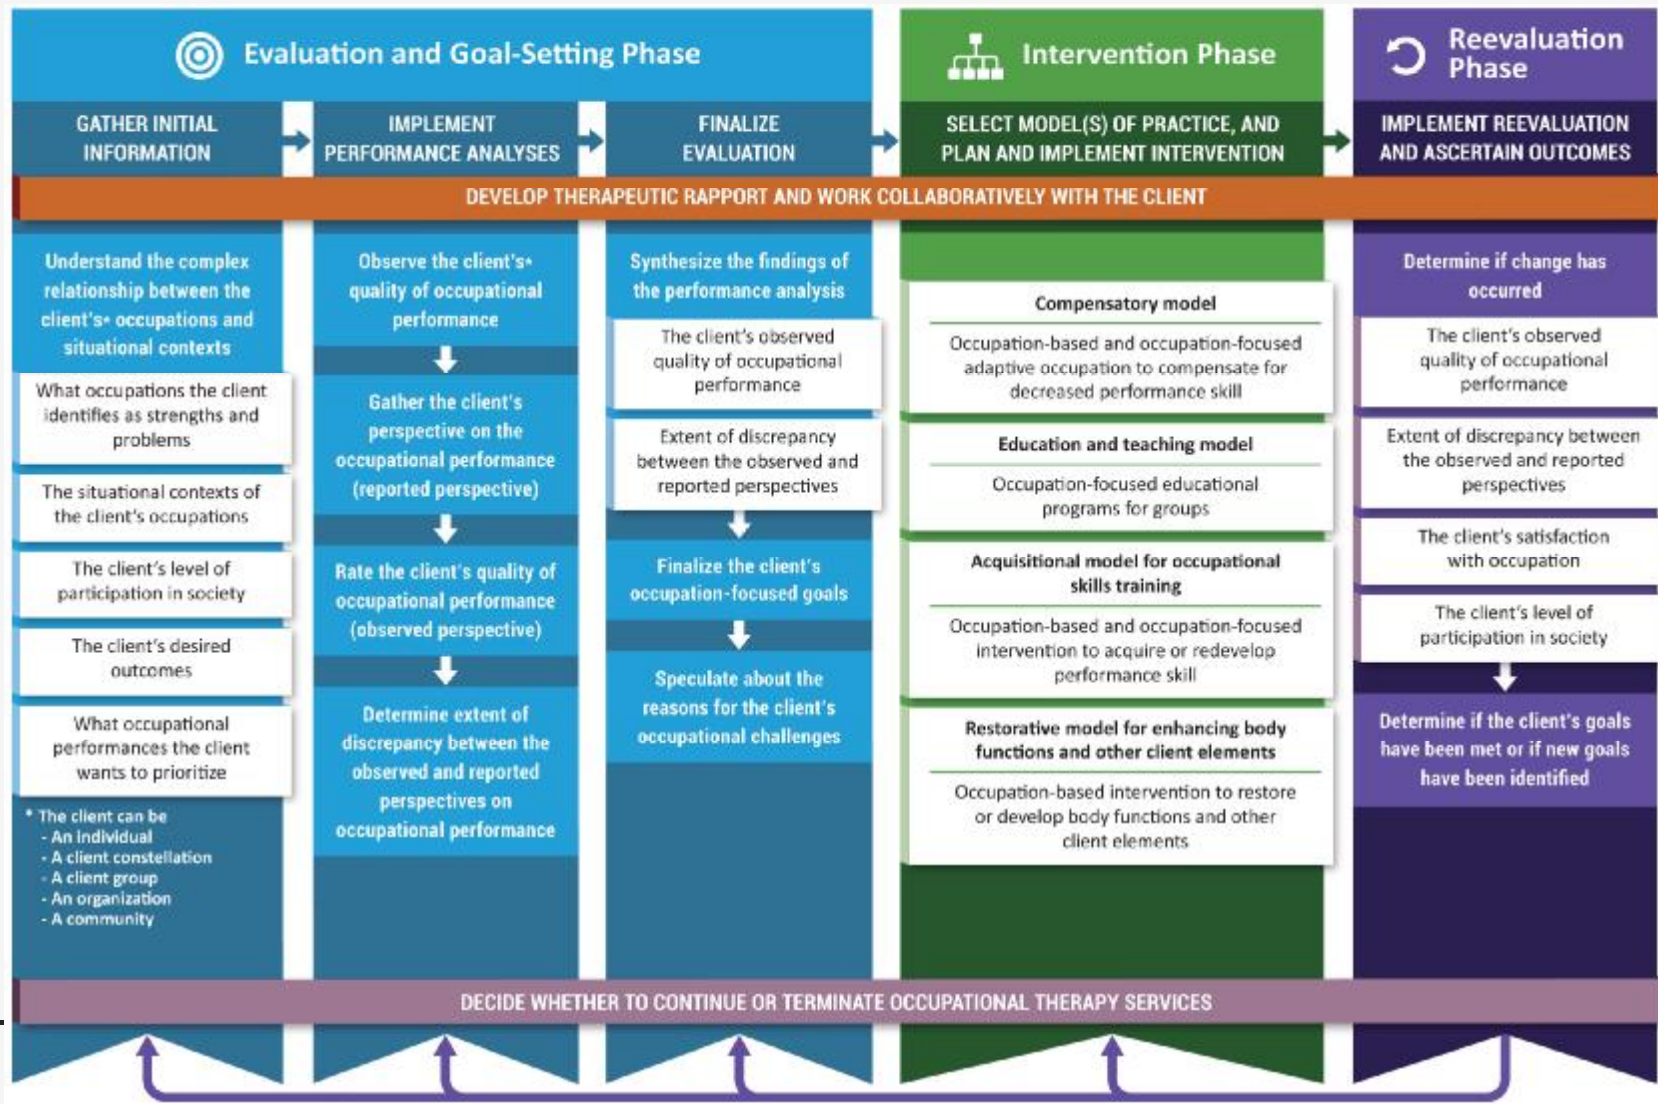 Evaluation and Goal-Setting Phase
Intervention Phase
Reevaluation
Phase
GATHER INITIAL
INFORMATION
IMPLEMENT
PERFORMANCE ANALYSES
FINALIZE
EVALUATION
SELECT MODEL(S) OF PRACTICE, AND
PLAN AND IMPLEMENT INTERVENTION
IMPLEMENT REEVALUATION
AND ASCERTAIN OUTCOMES
DEVELOP THERAPEUTIC RAPPORT AND WORK COLLABORATIVELY WITH THE CLIENT
Understand the complex
relationship between the
client's* occupations and
situational contexts
What occupations the client
identifies as strengths and
problems
The situational contexts of
the client's occupations
The client's level of
participation in society
The client's desired
outcomes
What occupational
performances the client
wants to prioritize
* The client can be
- An individual
- A client constellation
- A client group
- An organization
- A community
Observe the client's*
quality of occupational
performance
Gather the client's
perspective on the
occupational performance
(reported perspective)
Rate the client's quality of
occupational performance
(observed perspective)
Determine extent of
discrepancy between the
observed and reported
perspectives on
occupational performance
Synthesize the findings of
the performance analysis
The client's observed
quality of occupational
performance
Extent of discrepancy
between the observed and
reported perspectives
Finalize the client's
occupation-focused goals
Speculate about the
reasons for the client's
occupational challenges
Compensatory model
Occupation-based and occupation-focused
adaptive occupation to compensate for
decreased performance skill
Education and teaching model
Occupation-focused educational
programs for groups
Acquisitional model for occupational
skills training
Occupation-based and occupation-focused
intervention to acquire or redevelop
performance skill
Restorative model for enhancing body
functions and other client elements
Occupation-based intervention to restore
or develop body functions and other
client elements
Determine if change has
occurred
The client's observed
quality of occupational
performance
Extent of discrepancy between
the observed and reported
perspectives
The client's satisfaction
with occupation
The client's level of
participation in society
Determine if the client's goals
have been met or if new goals
have been identified
DECIDE WHETHER TO CONTINUE OR TERMINATE OCCUPATIONAL THERAPY SERVICES